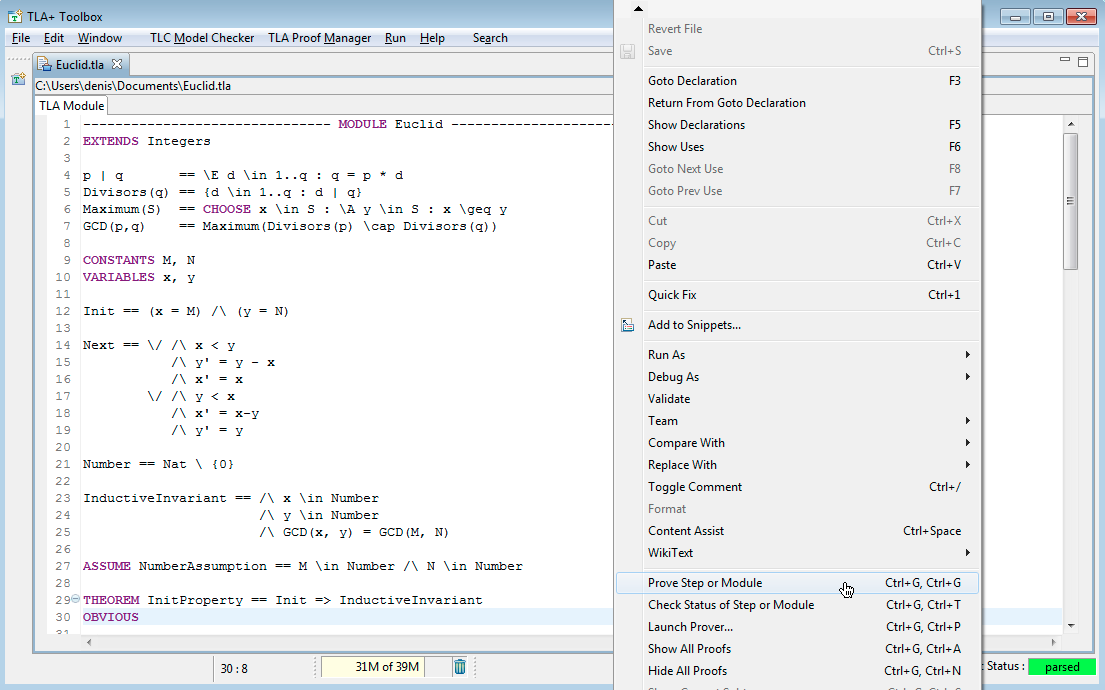 TLA+ Toolbox
File Edit Window TLC Model Checker TLA Proof Manager Run Help Search
Euclid.tla
C:\Users\denis\Documents\Euclid.tla
TLA Module
1 ------------------------------- MODULE Euclid --------------------
2 EXTENDS Integers
3
4 p | q       == \E d \in 1..q : q = p * d
5 Divisors(q) == {d \in 1..q : d | q}
6 Maximum(S)  == CHOOSE x \in S : \A y \in S : x \geq y
7 GCD(p,q)    == Maximum(Divisors(p) \cap Divisors(q))
8
9 CONSTANTS M, N
10 VARIABLES x, y
11
12 Init == (x = M) /\ (y = N)
13
14 Next == \/ /\ x < y
15            /\ y' = y - x
16            /\ x' = x
17         \/ /\ y < x
18            /\ x' = x-y
19            /\ y' = y
20
21 Number == Nat \ {0}
22
23 InductiveInvariant == /\ x \in Number
24                       /\ y \in Number
25                       /\ GCD(x, y) = GCD(M, N)
26
27 ASSUME NumberAssumption == M \in Number /\ N \in Number
28
29 THEOREM InitProperty == Init => InductiveInvariant
30 OBVIOUS
31
30 : 8
31M of 39M
Revert File
Save Ctrl+S
Goto Declaration F3
Return From Goto Declaration
Show Declarations F5
Show Uses F6
Goto Next Use F8
Goto Prev Use F7
Cut Ctrl+X
Copy Ctrl+C
Paste Ctrl+V
Quick Fix Ctrl+1
Add to Snippets...
Run As
Debug As
Validate
Team
Compare With
Replace With
Toggle Comment Ctrl+/
Format
Content Assist Ctrl+Space
WikiText
Prove Step or Module Ctrl+G, Ctrl+G
Check Status of Step or Module Ctrl+G, Ctrl+T
Launch Prover... Ctrl+G, Ctrl+P
Show All Proofs Ctrl+G, Ctrl+A
Hide All Proofs Ctrl+G, Ctrl+N
Status : parsed